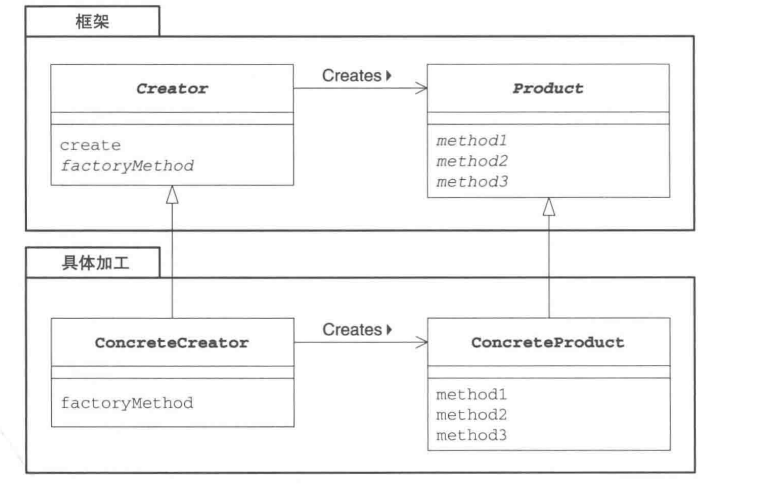 框架
Creator
Creates
Product
create
factoryMethod
method1
method2
method3
具体加工
ConcreteCreator
Creates
ConcreteProduct
factoryMethod
method1
method2
method3